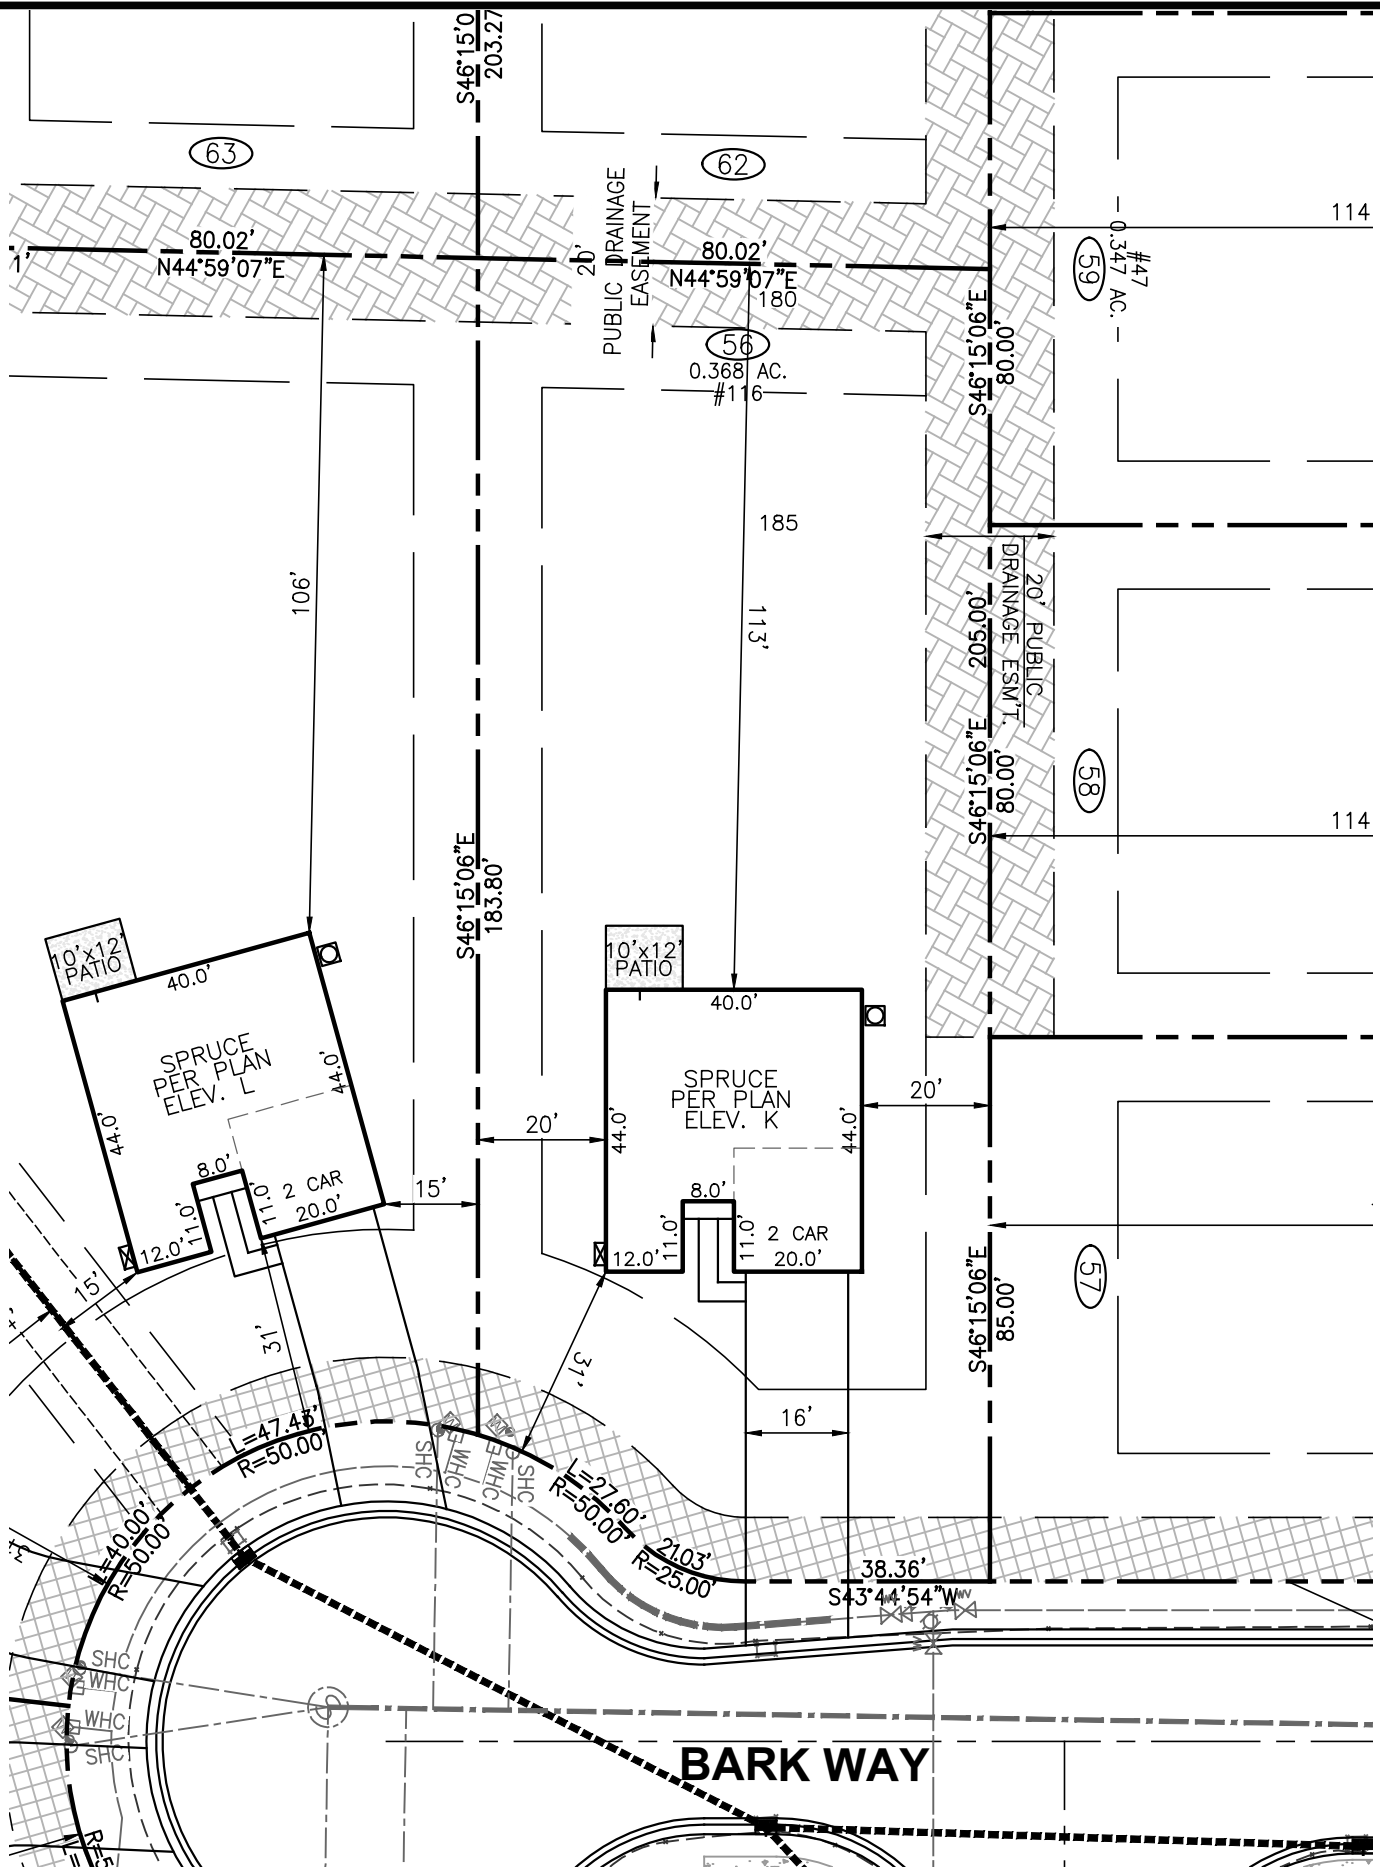 S46°15'0
203.27
63
62
80.02'
N44°59'07"E
1'
20'
PUBLIC DRAINAGE
EASEMENT
80.02'
N44°59'07"E
180
56
0.368 AC.
#116
S46°15'06"E
80.00'
59
#47
0.347 AC.
114
106'
185
113'
205.00'
20' PUBLIC
DRAINAGE ESM'T.
S46°15'06"E
80.00'
58
114
S46°15'06"E
183.80'
10'x12'
PATIO
40.0'
SPRUCE
PER PLAN
ELEV. L
44.0'
44.0'
8.0'
11.0'
11.0'
2 CAR
20.0'
12.0'
15'
15'
31'
10'x12'
PATIO
40.0'
SPRUCE
PER PLAN
ELEV. K
44.0'
44.0'
20'
20'
8.0'
11.0'
11.0'
2 CAR
20.0'
12.0'
31'
16'
S46°15'06"E
85.00'
57
L=47.43'
R=50.00'
SHC
WHC
WHC
SHC
L=27.60'
R=50.00'
21.03'
R=25.00'
38.36'
S43°44'54"W
WV
L=40.00'
R=50.00
SHC
WHC
WHC
SHC
S
BARK WAY
R=5
L=